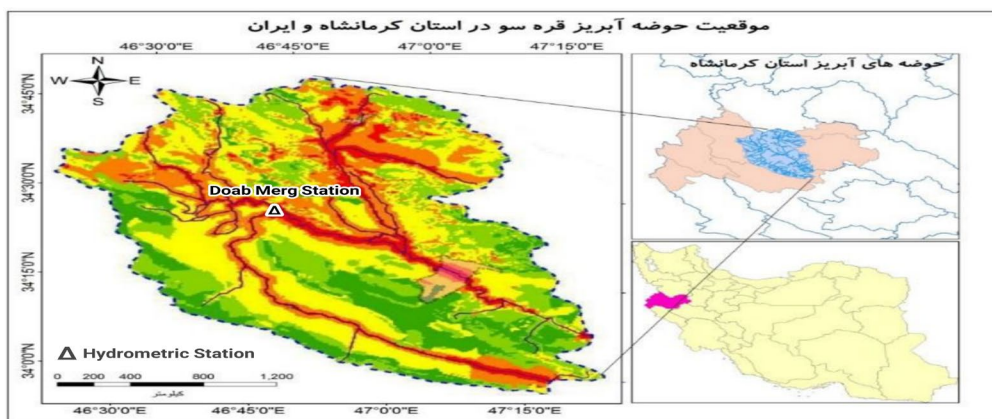 موقعیت حوضه آبریز قره سو در استان کرمانشاه و ایران
46°30'0"E 46°45'0"E 47°0'0"E 47°15'0"E
حوضه های آبریز استان کرمانشاه
N
W E
S
34°45'0"N
34°30'0"N
Doab Merg Station
34°15'0"N
34°0'0"N
Hydrometric Station
0 200 400 800 1,200
کیلومتر
46°30'0"E 46°45'0"E 47°0'0"E 47°15'0"E